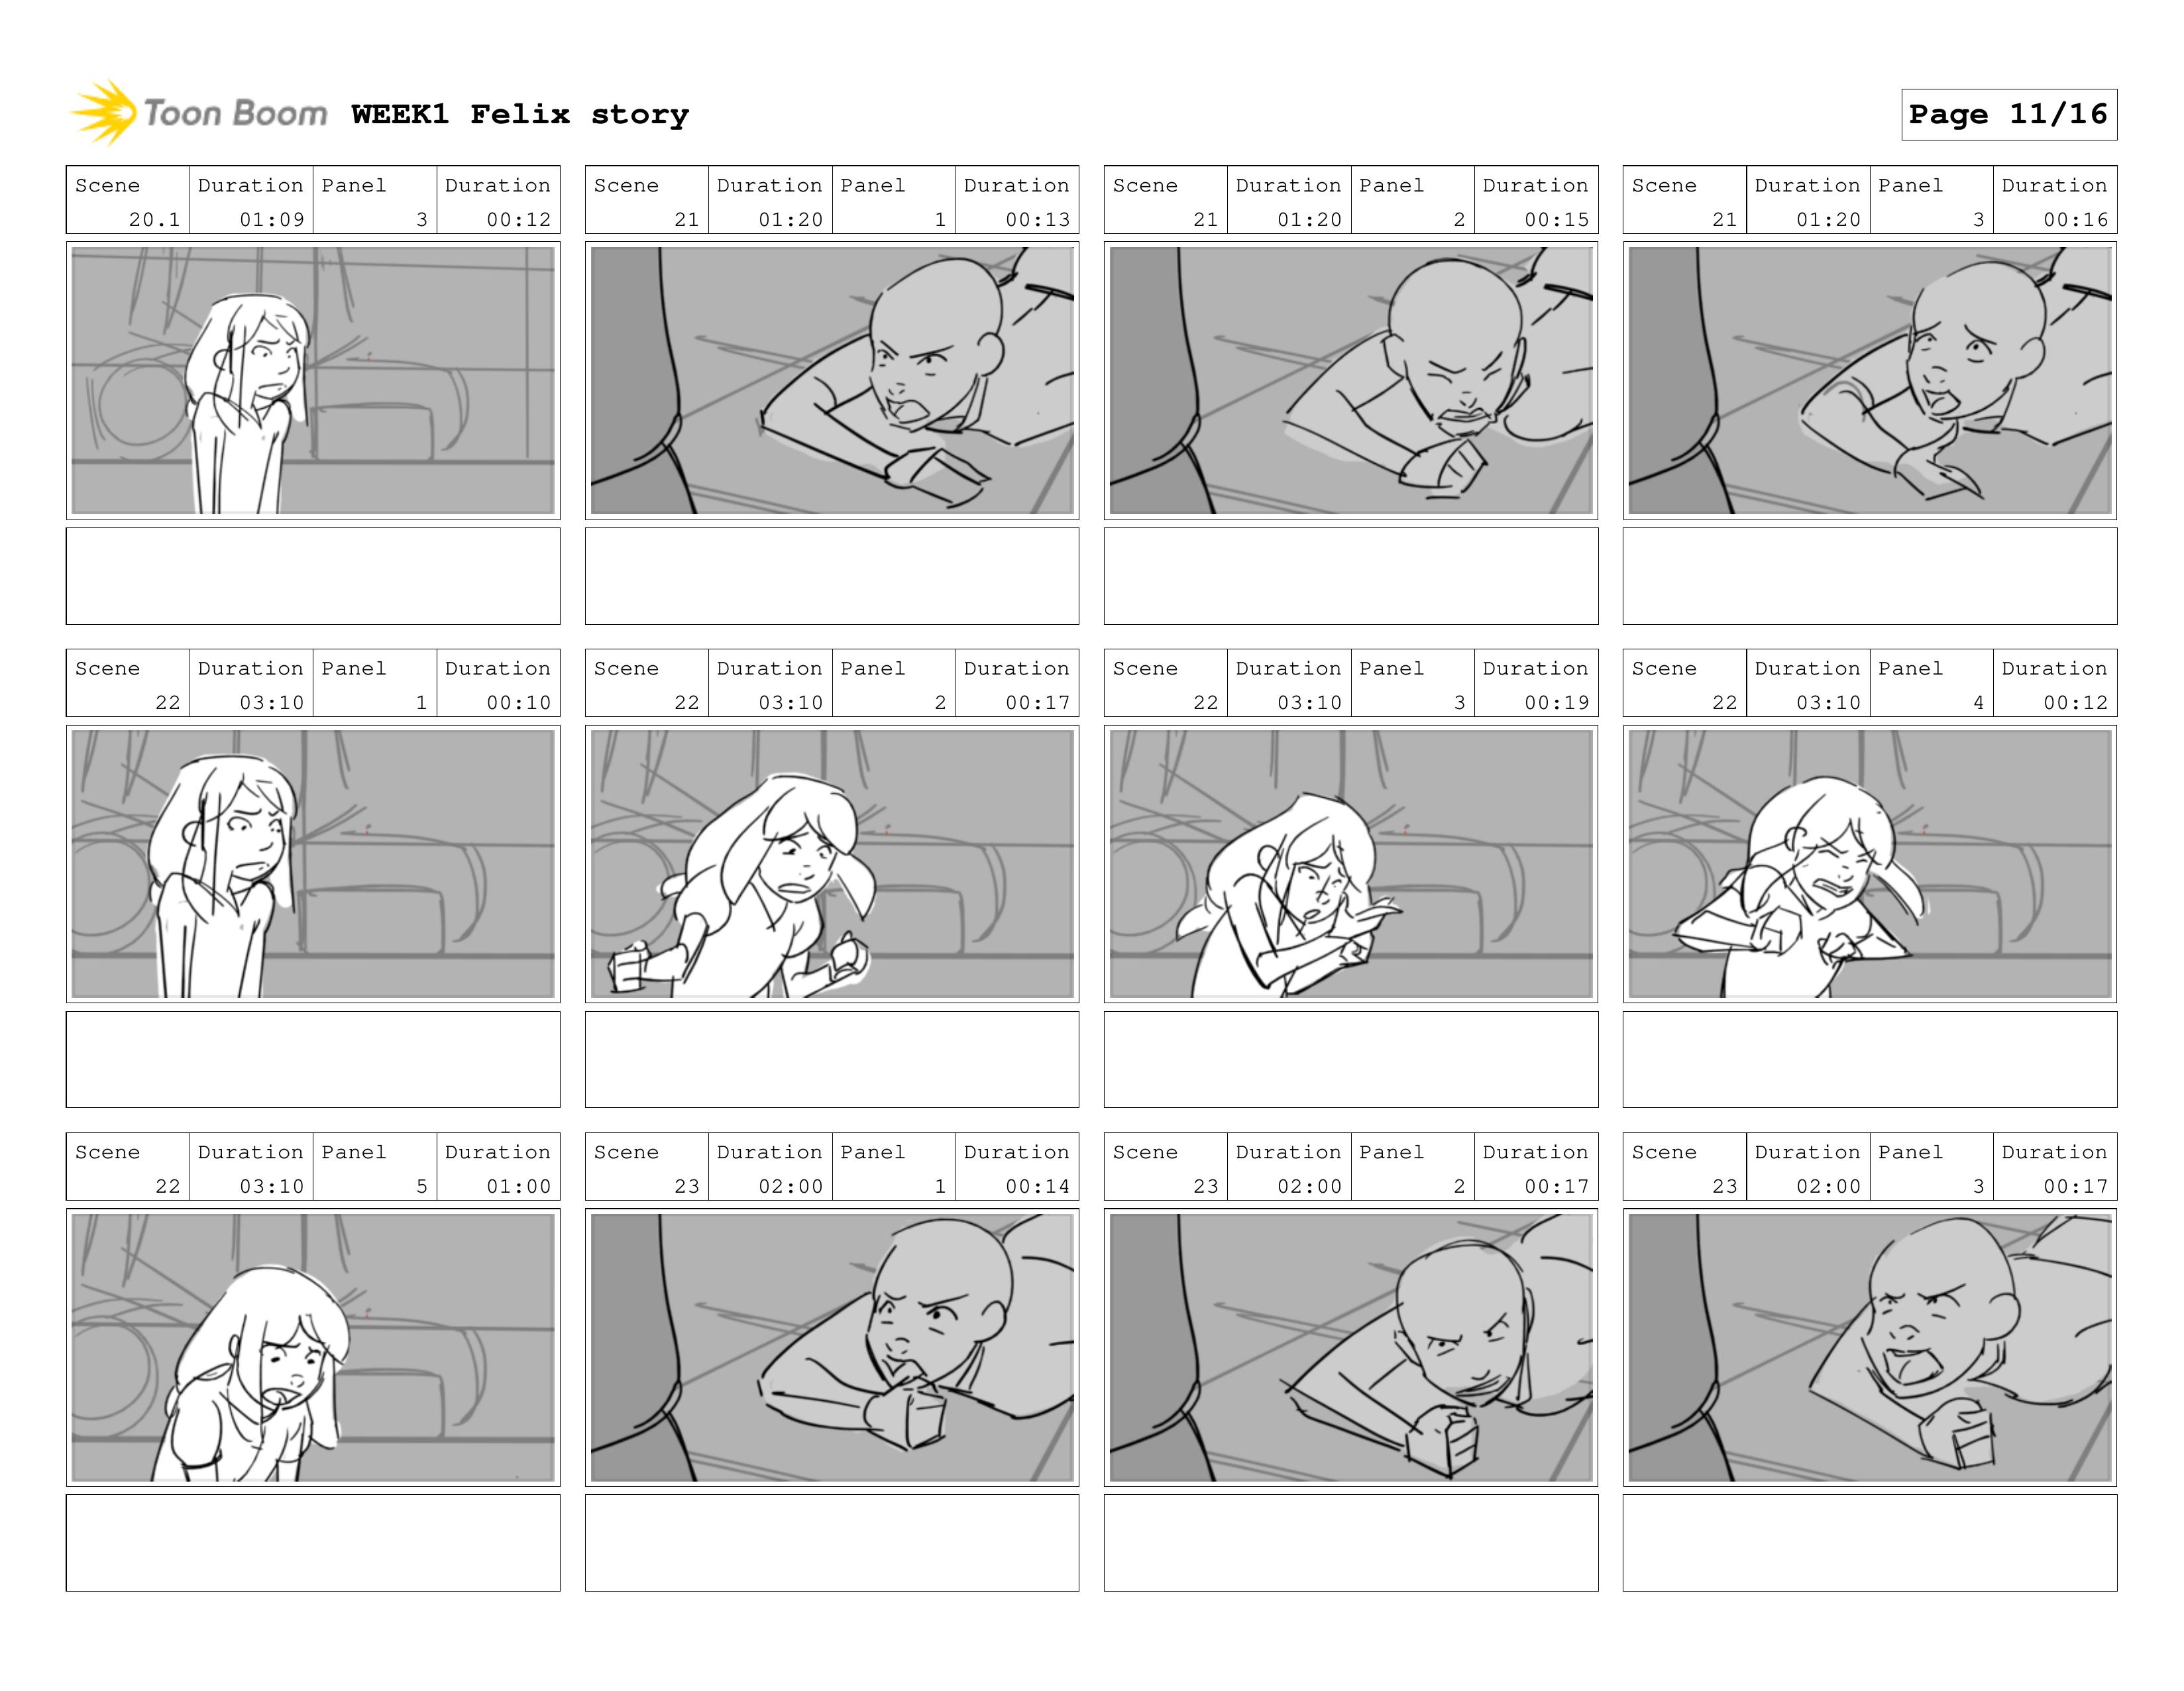 Toon Boom WEEK1 Felix story Page 11/16
Scene Duration Panel Duration Scene Duration Panel Duration Scene Duration Panel Duration Scene Duration Panel Duration
20.1 01:09 3 00:12 21 01:20 1 00:13 21 01:20 2 00:15 21 01:20 3 00:16
Scene Duration Panel Duration Scene Duration Panel Duration Scene Duration Panel Duration Scene Duration Panel Duration
22 03:10 1 00:10 22 03:10 2 00:17 22 03:10 3 00:19 22 03:10 4 00:12
Scene Duration Panel Duration Scene Duration Panel Duration Scene Duration Panel Duration Scene Duration Panel Duration
22 03:10 5 01:00 23 02:00 1 00:14 23 02:00 2 00:17 23 02:00 3 00:17